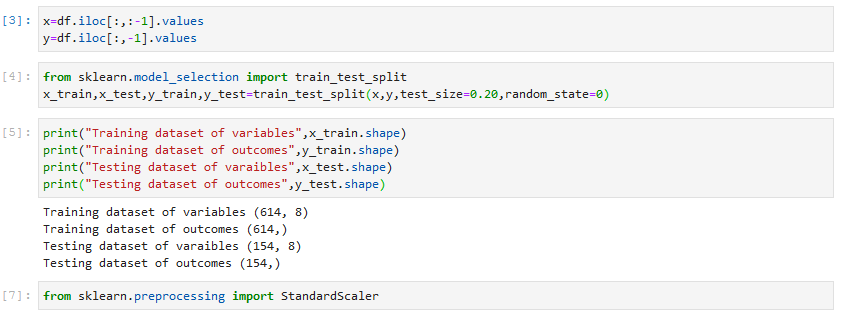 [3]: x=df.iloc[:,:-1].values
y=df.iloc[:,-1].values
[4]: from sklearn.model_selection import train_test_split
x_train,x_test,y_train,y_test=train_test_split(x,y,test_size=0.20,random_state=0)
[5]: print("Training dataset of variables",x_train.shape)
print("Training dataset of outcomes",y_train.shape)
print("Testing dataset of varaibles",x_test.shape)
print("Testing dataset of outcomes",y_test.shape)
Training dataset of variables (614, 8)
Training dataset of outcomes (614,)
Testing dataset of varaibles (154, 8)
Testing dataset of outcomes (154,)
[7]: from sklearn.preprocessing import StandardScaler